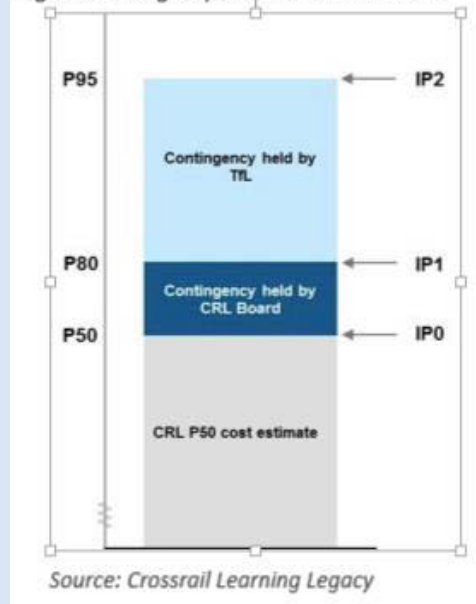 P95
IP2
Contingency held by
TfL
P80
IP1
Contingency held by
CRL Board
P50
IP0
CRL P50 cost estimate
Source: Crossrail Learning Legacy